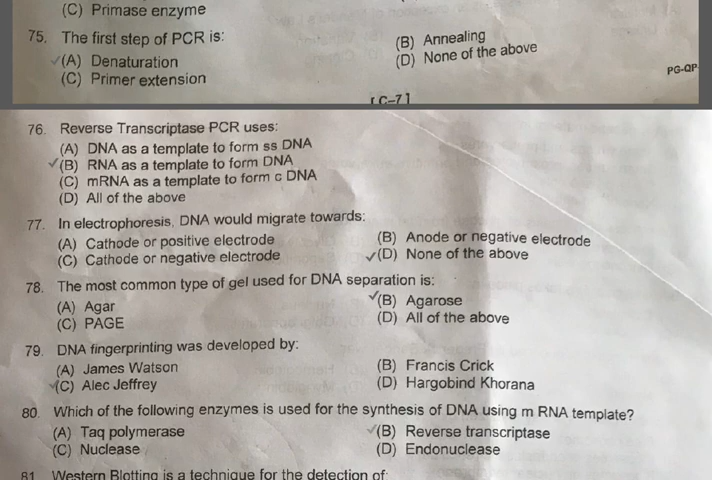 (C) Primase enzyme
75. The first step of PCR is:
(A) Denaturation (B) Annealing
(C) Primer extension (D) None of the above
PG-QP
[C-7]
76. Reverse Transcriptase PCR uses:
(A) DNA as a template to form ss DNA
(B) RNA as a template to form DNA
(C) mRNA as a template to form c DNA
(D) All of the above
77. In electrophoresis, DNA would migrate towards:
(A) Cathode or positive electrode (B) Anode or negative electrode
(C) Cathode or negative electrode (D) None of the above
78. The most common type of gel used for DNA separation is:
(A) Agar (B) Agarose
(C) PAGE (D) All of the above
79. DNA fingerprinting was developed by:
(A) James Watson (B) Francis Crick
(C) Alec Jeffrey (D) Hargobind Khorana
80. Which of the following enzymes is used for the synthesis of DNA using m RNA template?
(A) Taq polymerase (B) Reverse transcriptase
(C) Nuclease (D) Endonuclease
81 Western Blotting is a technique for the detection of: